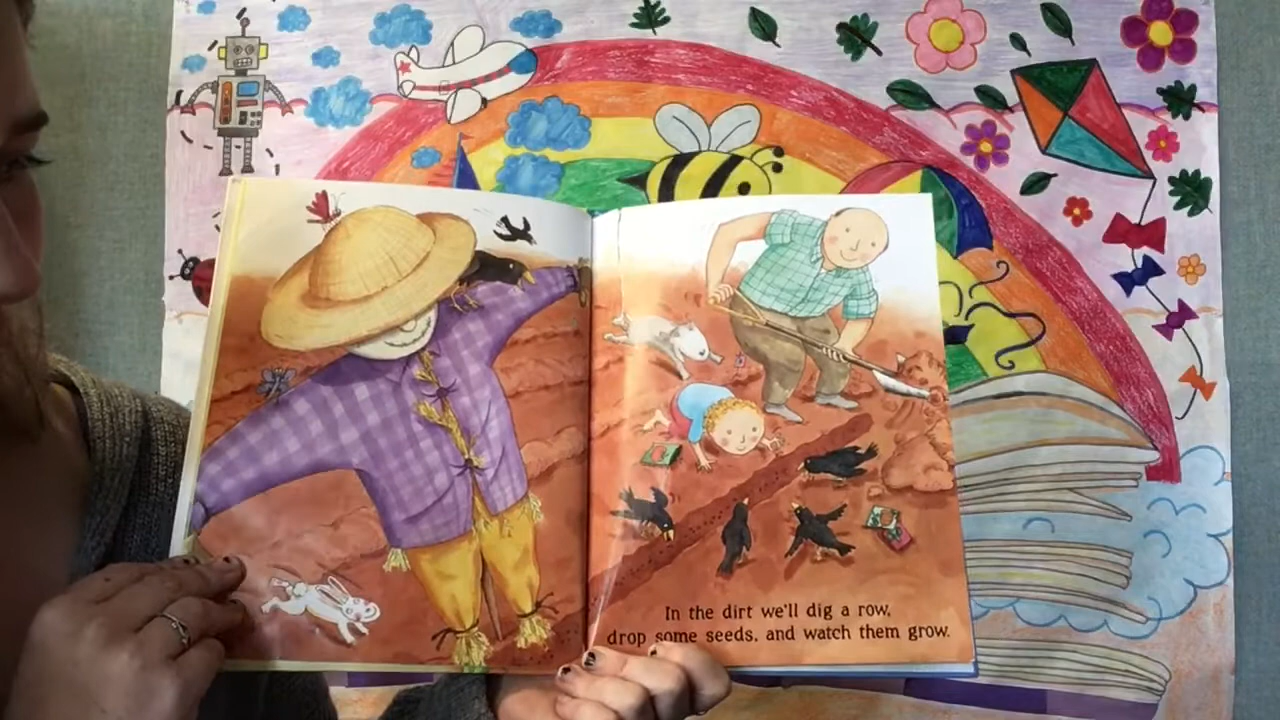 In the dirt we'll dig a row,
drop some seeds, and watch them grow.